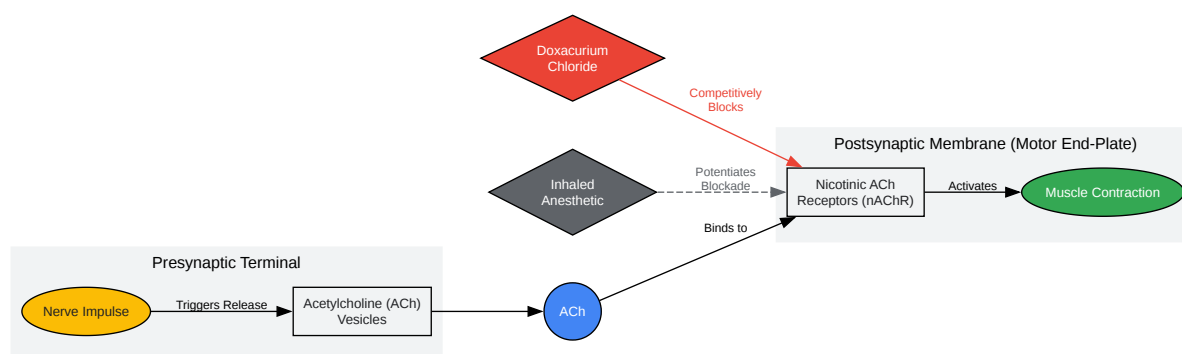 Doxacurium
Chloride
Competitively
Blocks
Postsynaptic Membrane (Motor End-Plate)
Inhaled
Anesthetic
Potentiates
Blockade
Nicotinic ACh
Receptors (nAChR)
Activates
Muscle Contraction
Binds to
Presynaptic Terminal
Nerve Impulse
Triggers Release
Acetylcholine (ACh)
Vesicles
ACh